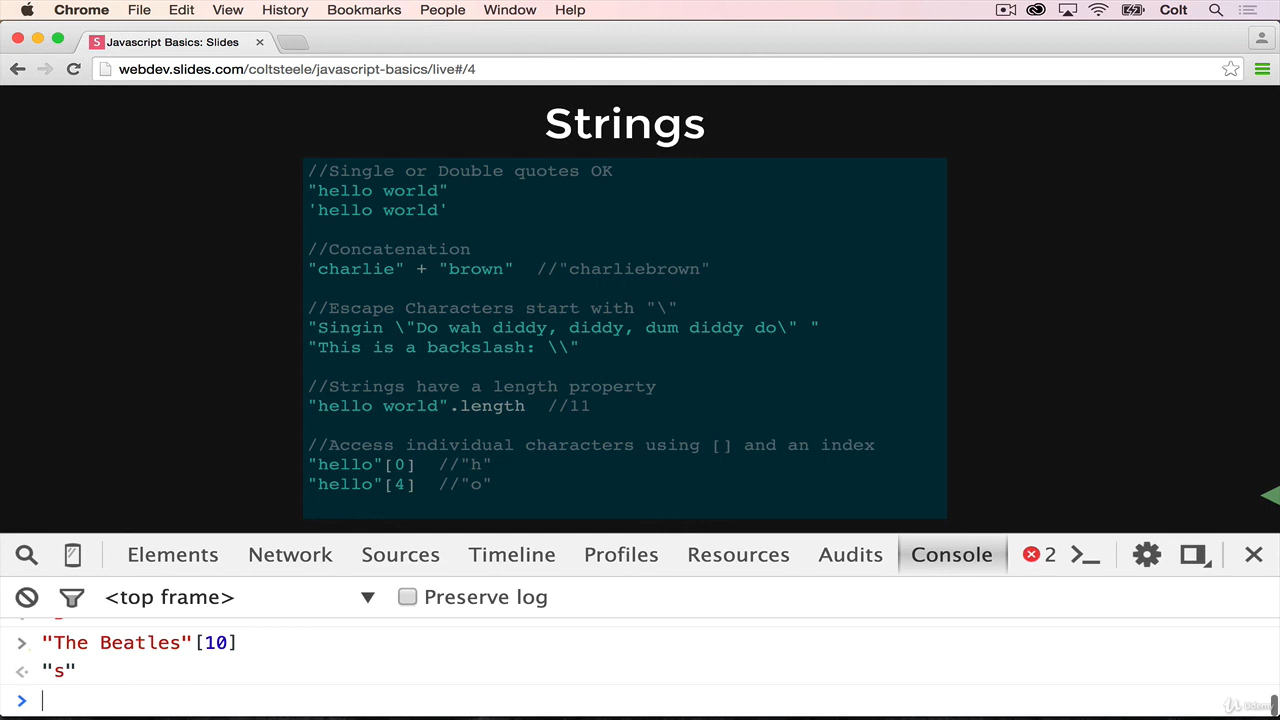 Chrome File Edit View History Bookmarks People Window Help Colt
S Javascript Basics: Slides
webdev.slides.com/coltsteele/javascript-basics/live#/4
Strings
//Single or Double quotes OK
"hello world"
'hello world'
//Concatenation
"charlie" + "brown" //"charliebrown"
//Escape Characters start with "\"
"Singin \"Do wah diddy, diddy, dum diddy do\" "
"This is a backslash: \\"
//Strings have a length property
"hello world".length //11
//Access individual characters using [] and an index
"hello"[0] //"h"
"hello"[4] //"o"
Elements Network Sources Timeline Profiles Resources Audits Console 2
<top frame> Preserve log
> "The Beatles"[10]
"s"
>
Udemy